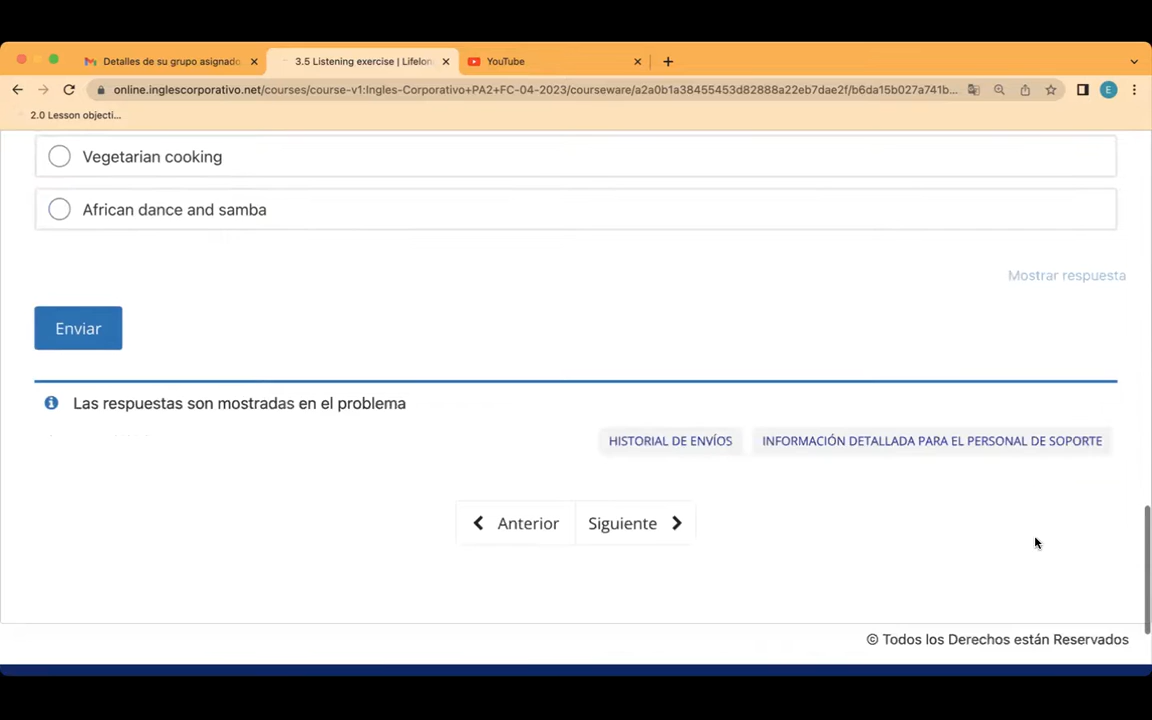 Detalles de su grupo asignado
3.5 Listening exercise | Lifelon
YouTube
online.inglescorporativo.net/courses/course-v1:Ingles-Corporativo+PA2+FC-04-2023/courseware/a2a0b1a38455453d82888a22eb7dae2f/b6da15b027a741b...
E
2.0 Lesson objecti...
Vegetarian cooking
African dance and samba
Mostrar respuesta
Enviar
Las respuestas son mostradas en el problema
HISTORIAL DE ENVÍOS
INFORMACIÓN DETALLADA PARA EL PERSONAL DE SOPORTE
Anterior
Siguiente
© Todos los Derechos están Reservados